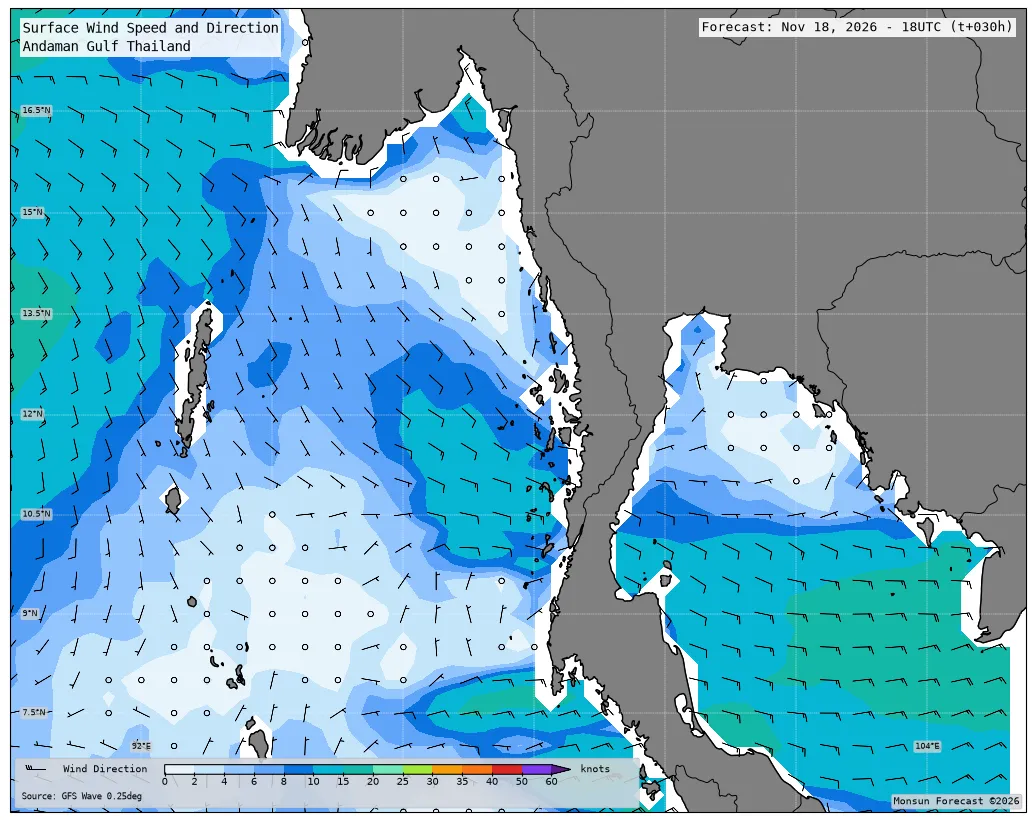 Surface Wind Speed and Direction
Andaman Gulf Thailand
Forecast: Nov 18, 2026 - 18UTC (t+030h)
16.5°N
15°N
13.5°N
12°N
10.5°N
9°N
7.5°N
92°E
104°E
Wind Direction
knots
0 2 4 6 8 10 15 20 25 30 35 40 50 60
Source: GFS Wave 0.25deg
Monsun Forecast ©2026